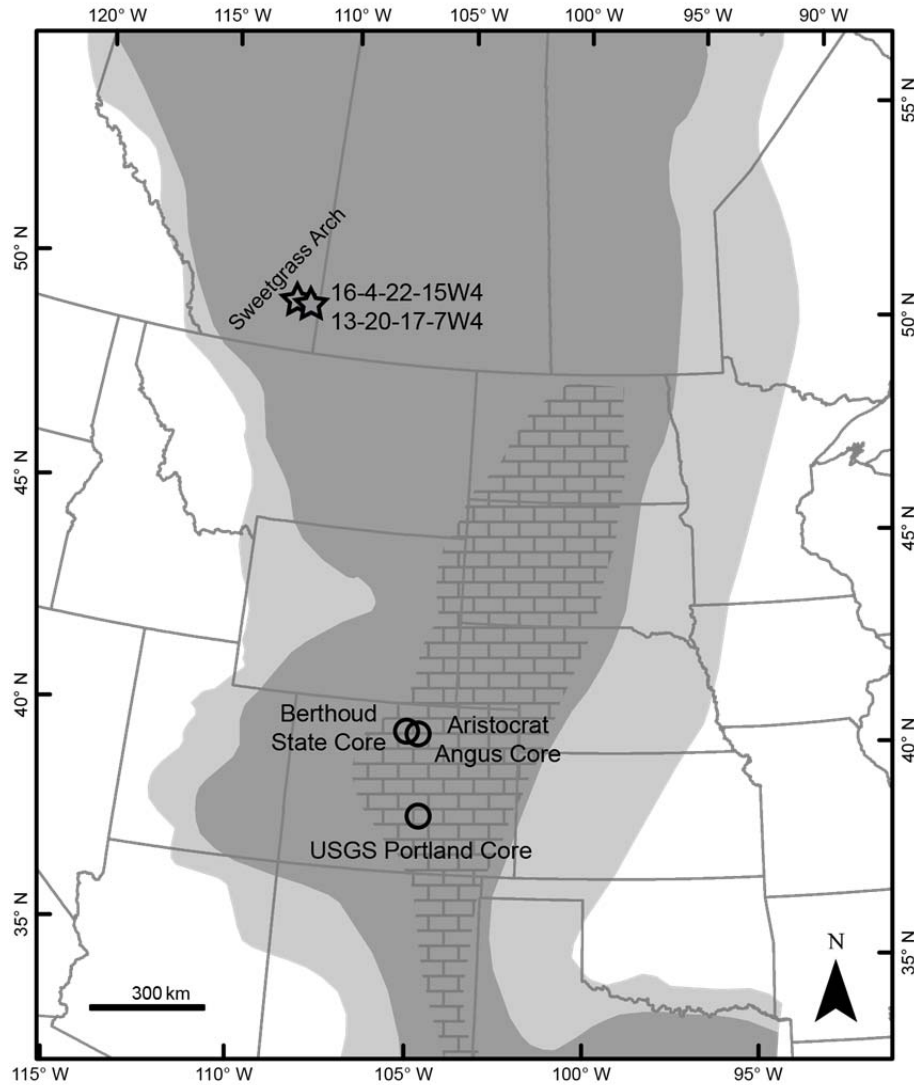 120° W
110° W
108° W
105° W
100° W
95° W
90° W
55° N
50° N
50° N
45° N
45° N
40° N
40° N
35° N
35° N
Sweetgrass Arch
16-4-22-15W4
13-20-17-7W4
Berthoud
State Core
Aristocrat
Angus Core
USGS Portland Core
N
300 km
115° W
110° W
105° W
100° W
95° W